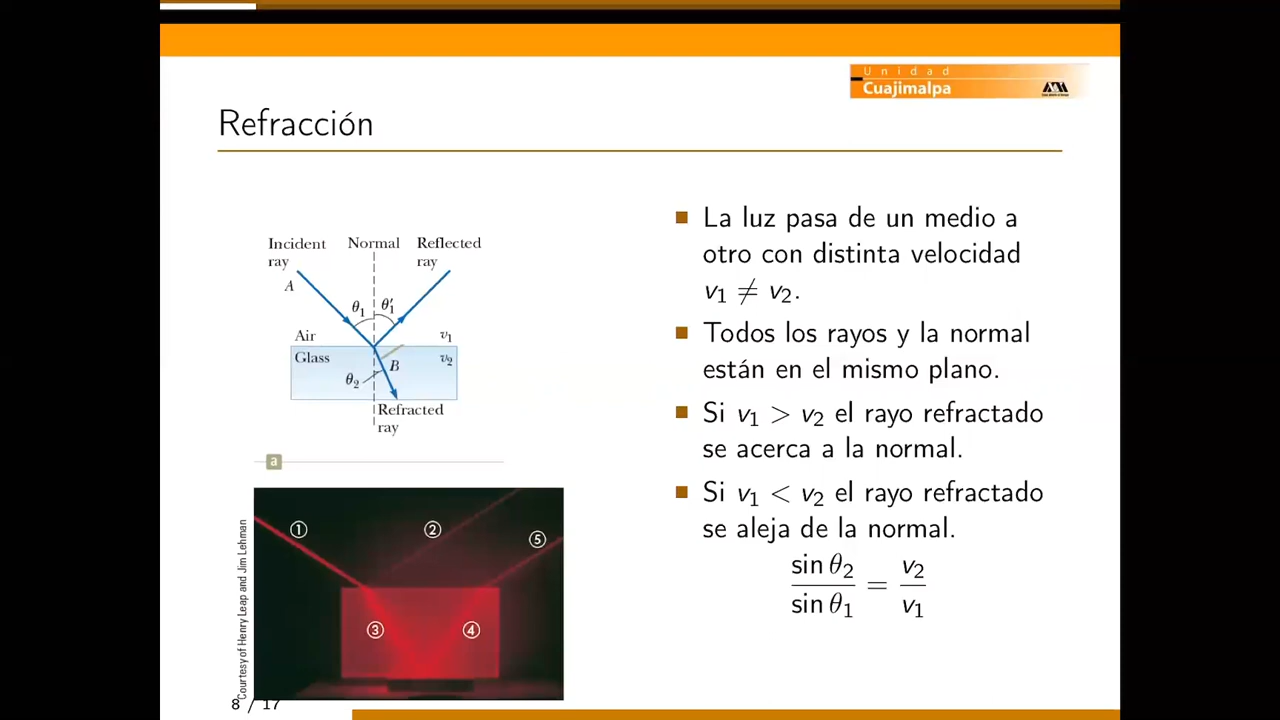 Unidad
Cuajimalpa
Refracción
Incident
ray
Normal
Reflected
ray
A
θ₁
θ₁′
Air
v₁
Glass
v₂
B
θ₂
Refracted
ray
a
① ② ③ ④ ⑤
Courtesy of Henry Leap and Jim Lehman
La luz pasa de un medio a
otro con distinta velocidad
v₁ ≠ v₂.
Todos los rayos y la normal
están en el mismo plano.
Si v₁ > v₂ el rayo refractado
se acerca a la normal.
Si v₁ < v₂ el rayo refractado
se aleja de la normal.
sin θ₂ / sin θ₁ = v₂ / v₁
8 / 17